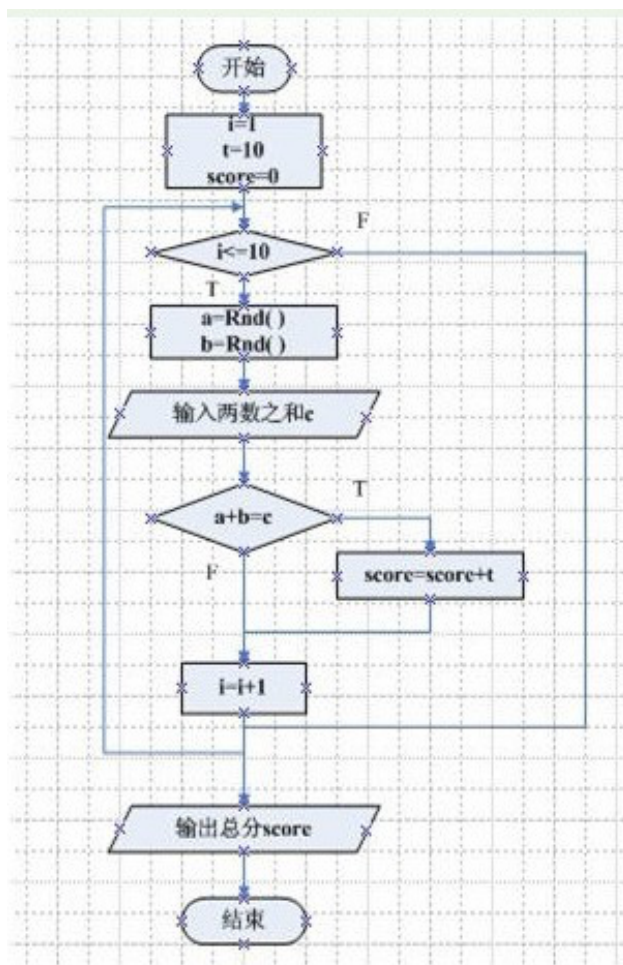 开始
i=1
t=10
score=0
F
i<=10
T
a=Rnd( )
b=Rnd( )
输入两数之和c
T
a+b=c
F
score=score+t
i=i+1
输出总分score
结束